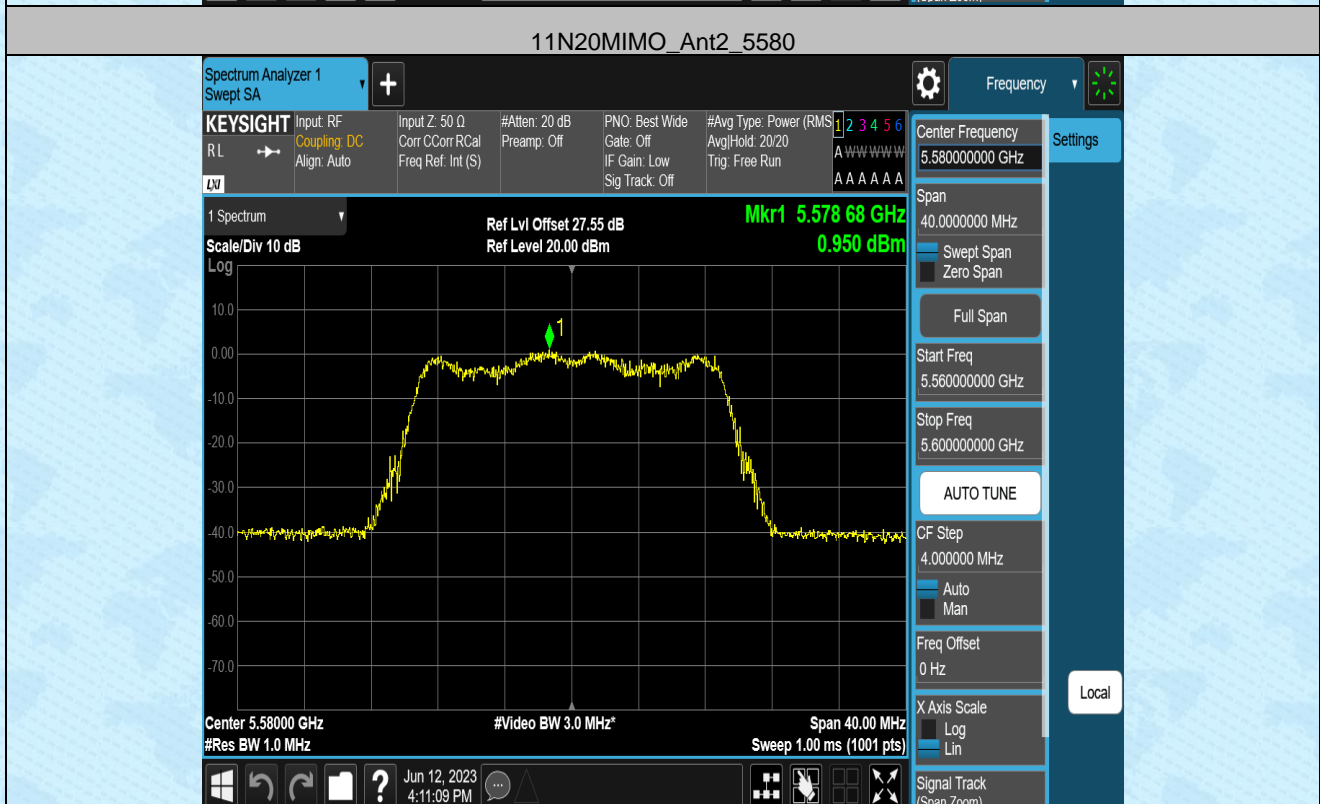 (Span Zoom)
11N20MIMO_Ant2_5580
Spectrum Analyzer 1
Swept SA
Frequency
KEYSIGHT
R L
LXI
Input: RF
Coupling: DC
Align: Auto
Input Z: 50 Ω
Corr CCorr RCal
Freq Ref: Int (S)
#Atten: 20 dB
Preamp: Off
PNO: Best Wide
Gate: Off
IF Gain: Low
Sig Track: Off
#Avg Type: Power (RMS
Avg|Hold: 20/20
Trig: Free Run
1 2 3 4 5 6
A W W W W W
A A A A A A
1 Spectrum
Scale/Div 10 dB
Log
Ref Lvl Offset 27.55 dB
Ref Level 20.00 dBm
Mkr1 5.578 68 GHz
0.950 dBm
1
10.0
0.00
-10.0
-20.0
-30.0
-40.0
-50.0
-60.0
-70.0
Center 5.58000 GHz
#Res BW 1.0 MHz
#Video BW 3.0 MHz*
Span 40.00 MHz
Sweep 1.00 ms (1001 pts)
Jun 12, 2023
4:11:09 PM
Center Frequency
5.580000000 GHz
Settings
Span
40.0000000 MHz
Swept Span
Zero Span
Full Span
Start Freq
5.560000000 GHz
Stop Freq
5.600000000 GHz
AUTO TUNE
CF Step
4.000000 MHz
Auto
Man
Freq Offset
0 Hz
Local
X Axis Scale
Log
Lin
Signal Track
(Span Zoom)